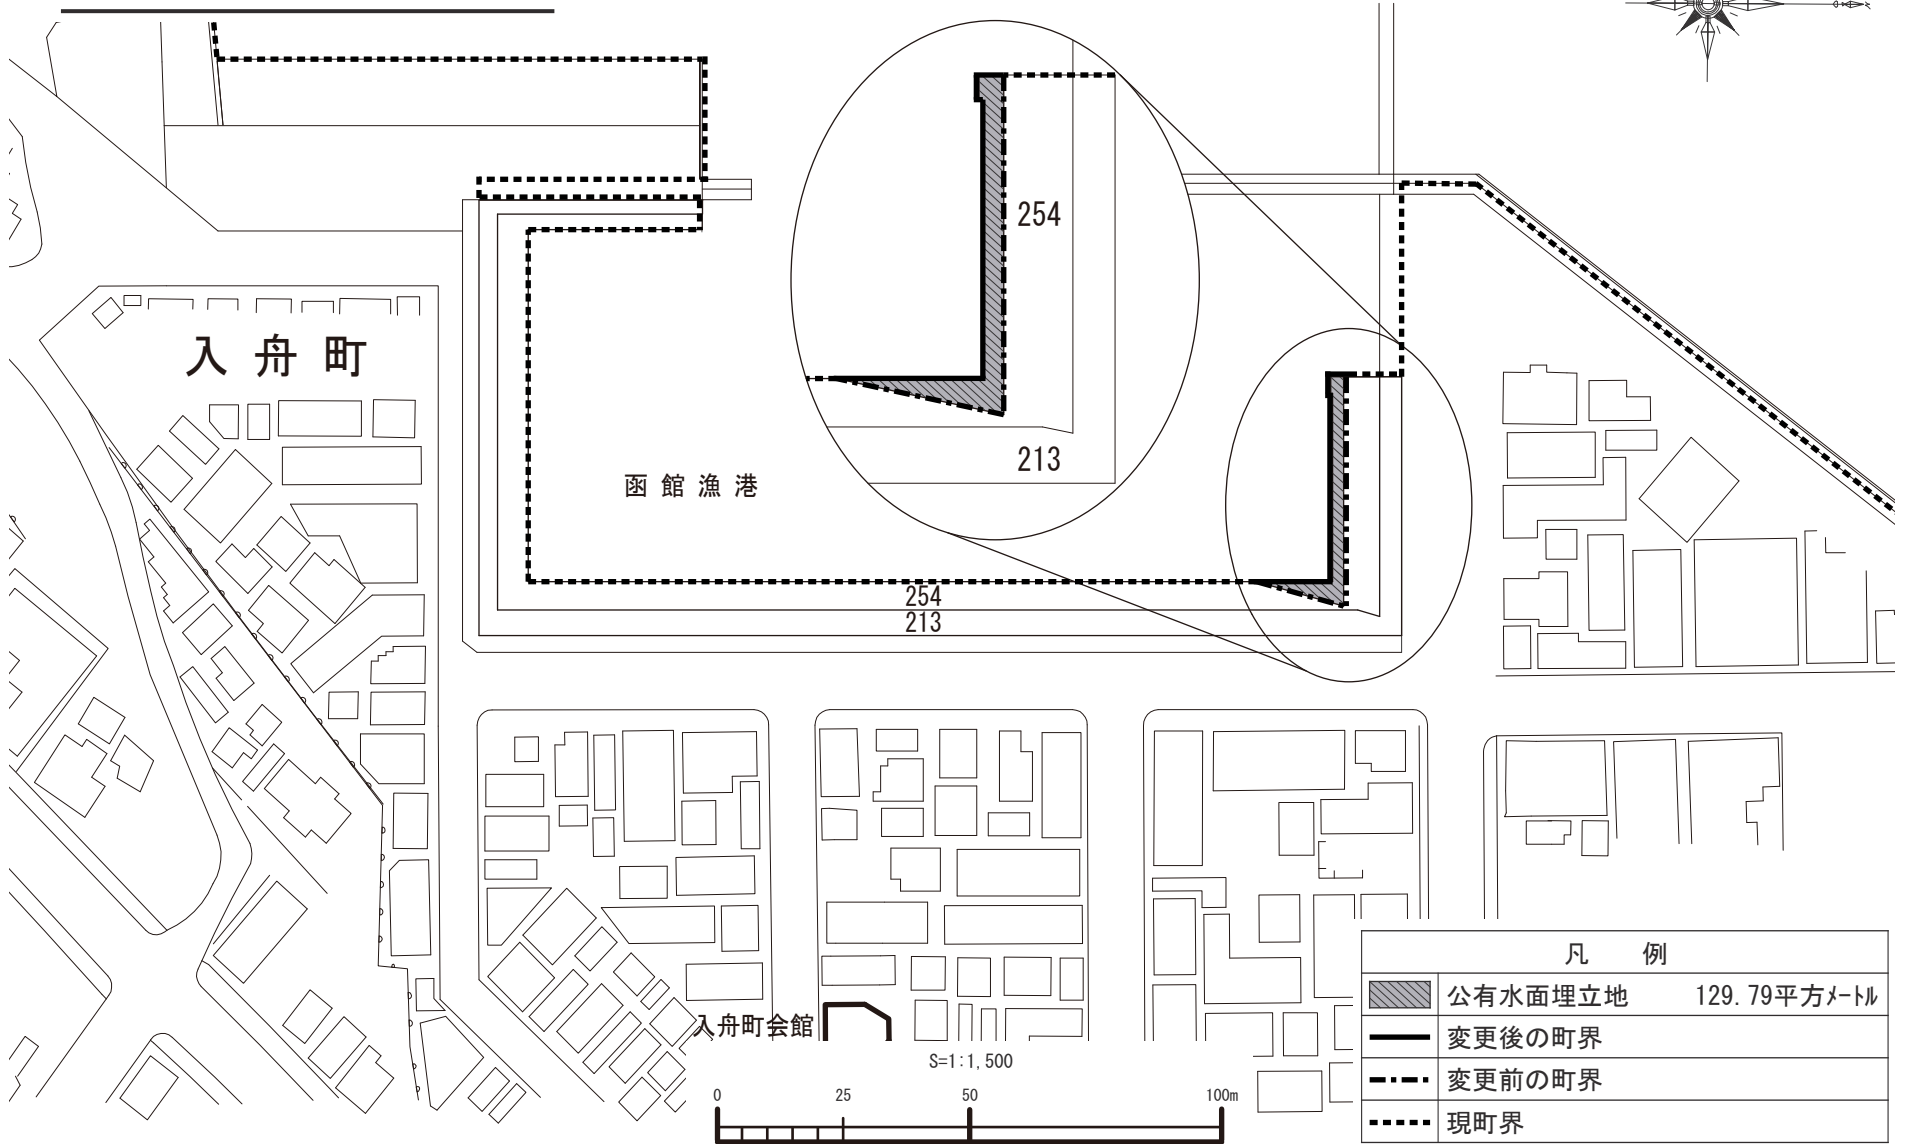 254
入舟町
213
函館漁港
254
213
入舟町会館
S=1:1,500
0 25 50 100m
凡 例
公有水面埋立地 129.79平方メートル
変更後の町界
変更前の町界
現町界